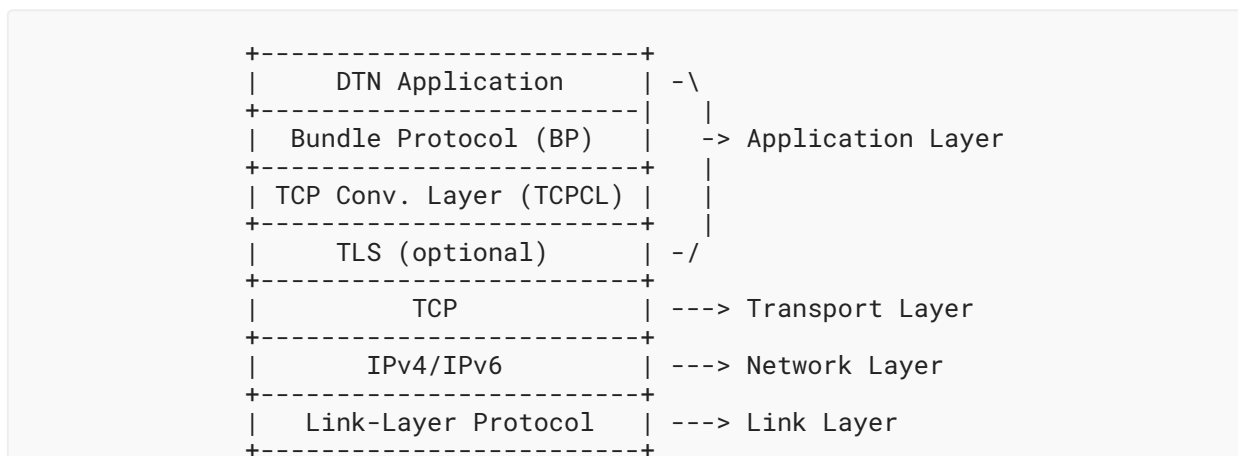 +-------------------------+
|     DTN Application     | -\
+-------------------------|   |
|  Bundle Protocol (BP)   |   -> Application Layer
+-------------------------+   |
| TCP Conv. Layer (TCPCL) |   |
+-------------------------+   |
|     TLS (optional)      | -/
+-------------------------+
|          TCP            | ---> Transport Layer
+-------------------------+
|       IPv4/IPv6         | ---> Network Layer
+-------------------------+
|   Link-Layer Protocol   | ---> Link Layer
+-------------------------+